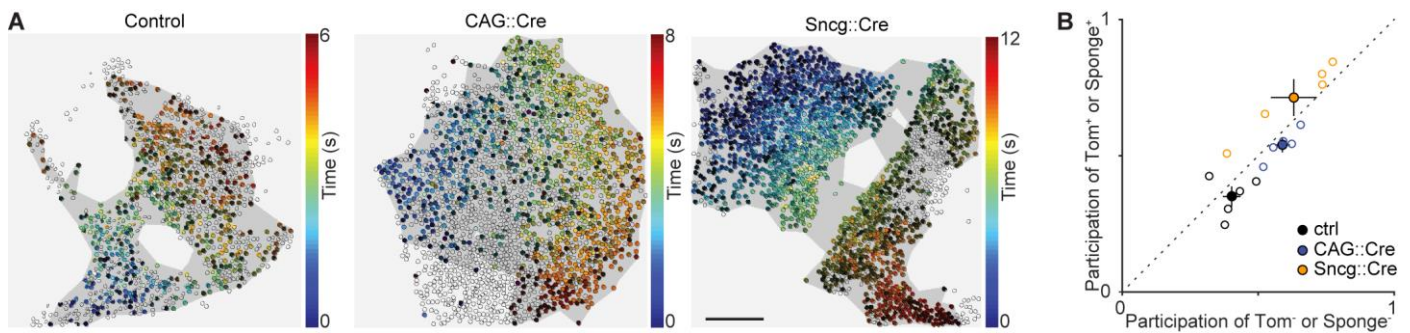 A
Control
CAG::Cre
Sncg::Cre
6
Time (s)
0
8
Time (s)
0
12
Time (s)
0
B
1
Participation of Tom+ or Sponge+
0
ctrl
CAG::Cre
Sncg::Cre
0
1
Participation of Tom- or Sponge-